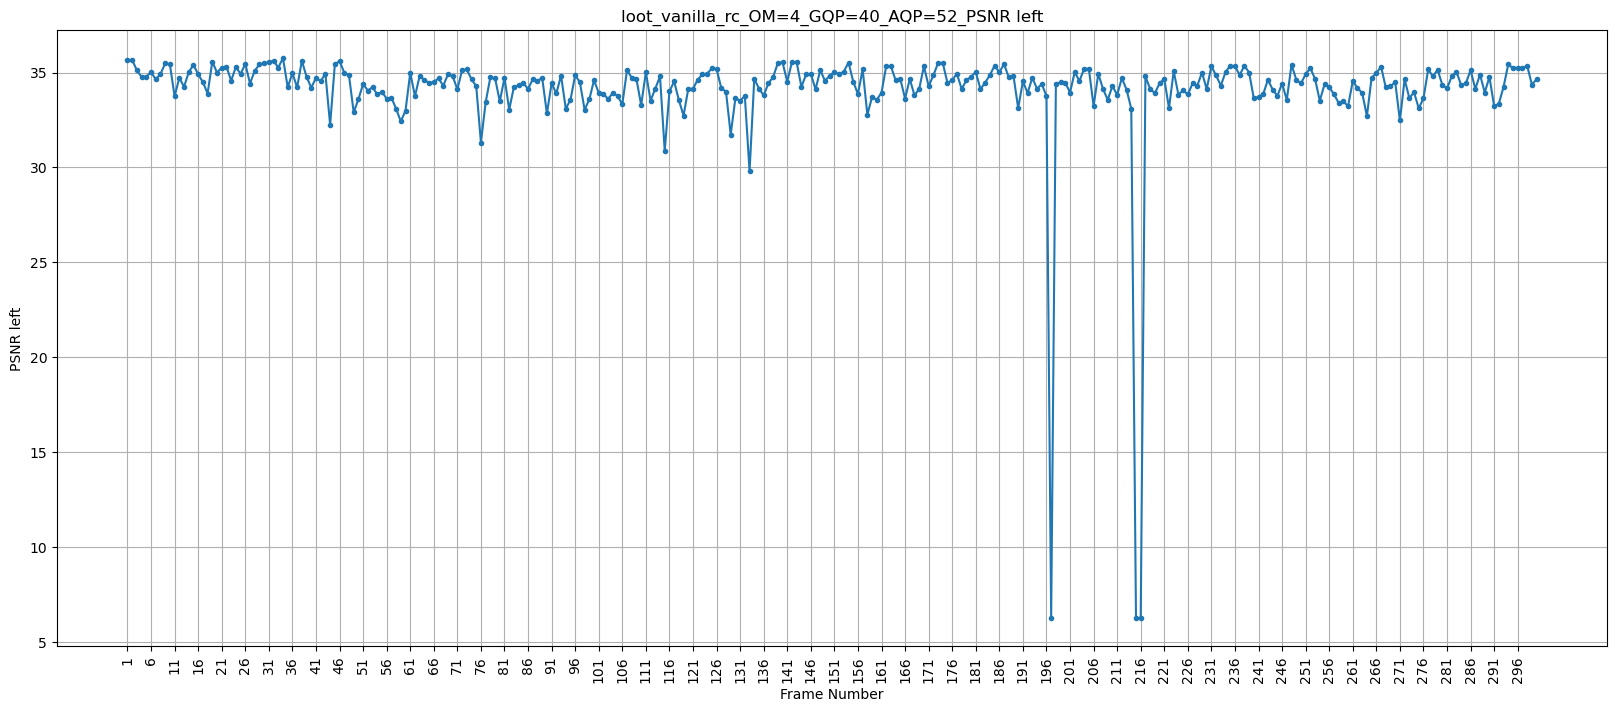 loot_vanilla_rc_OM=4_GQP=40_AQP=52_PSNR left
PSNR left
35
30
25
20
15
10
5
1 6 11 16 21 26 31 36 41 46 51 56 61 66 71 76 81 86 91 96 101 106 111 116 121 126 131 136 141 146 151 156 161 166 171 176 181 186 191 196 201 206 211 216 221 226 231 236 241 246 251 256 261 266 271 276 281 286 291 296
Frame Number